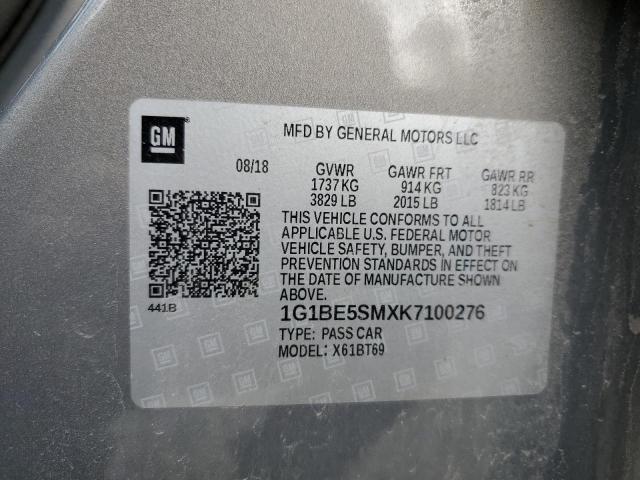 GM
MFD BY GENERAL MOTORS LLC
08/18 GVWR GAWR FRT GAWR RR
1737 KG 914 KG 823 KG
3829 LB 2015 LB 1814 LB
THIS VEHICLE CONFORMS TO ALL
APPLICABLE U.S. FEDERAL MOTOR
VEHICLE SAFETY, BUMPER, AND THEFT
PREVENTION STANDARDS IN EFFECT ON
THE DATE OF MANUFACTURE SHOWN
ABOVE.
441B
1G1BE5SMXK7100276
TYPE: PASS CAR
MODEL: X61BT69